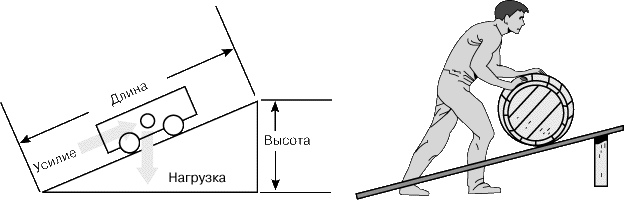 Длина
Усилие
Высота
Нагрузка